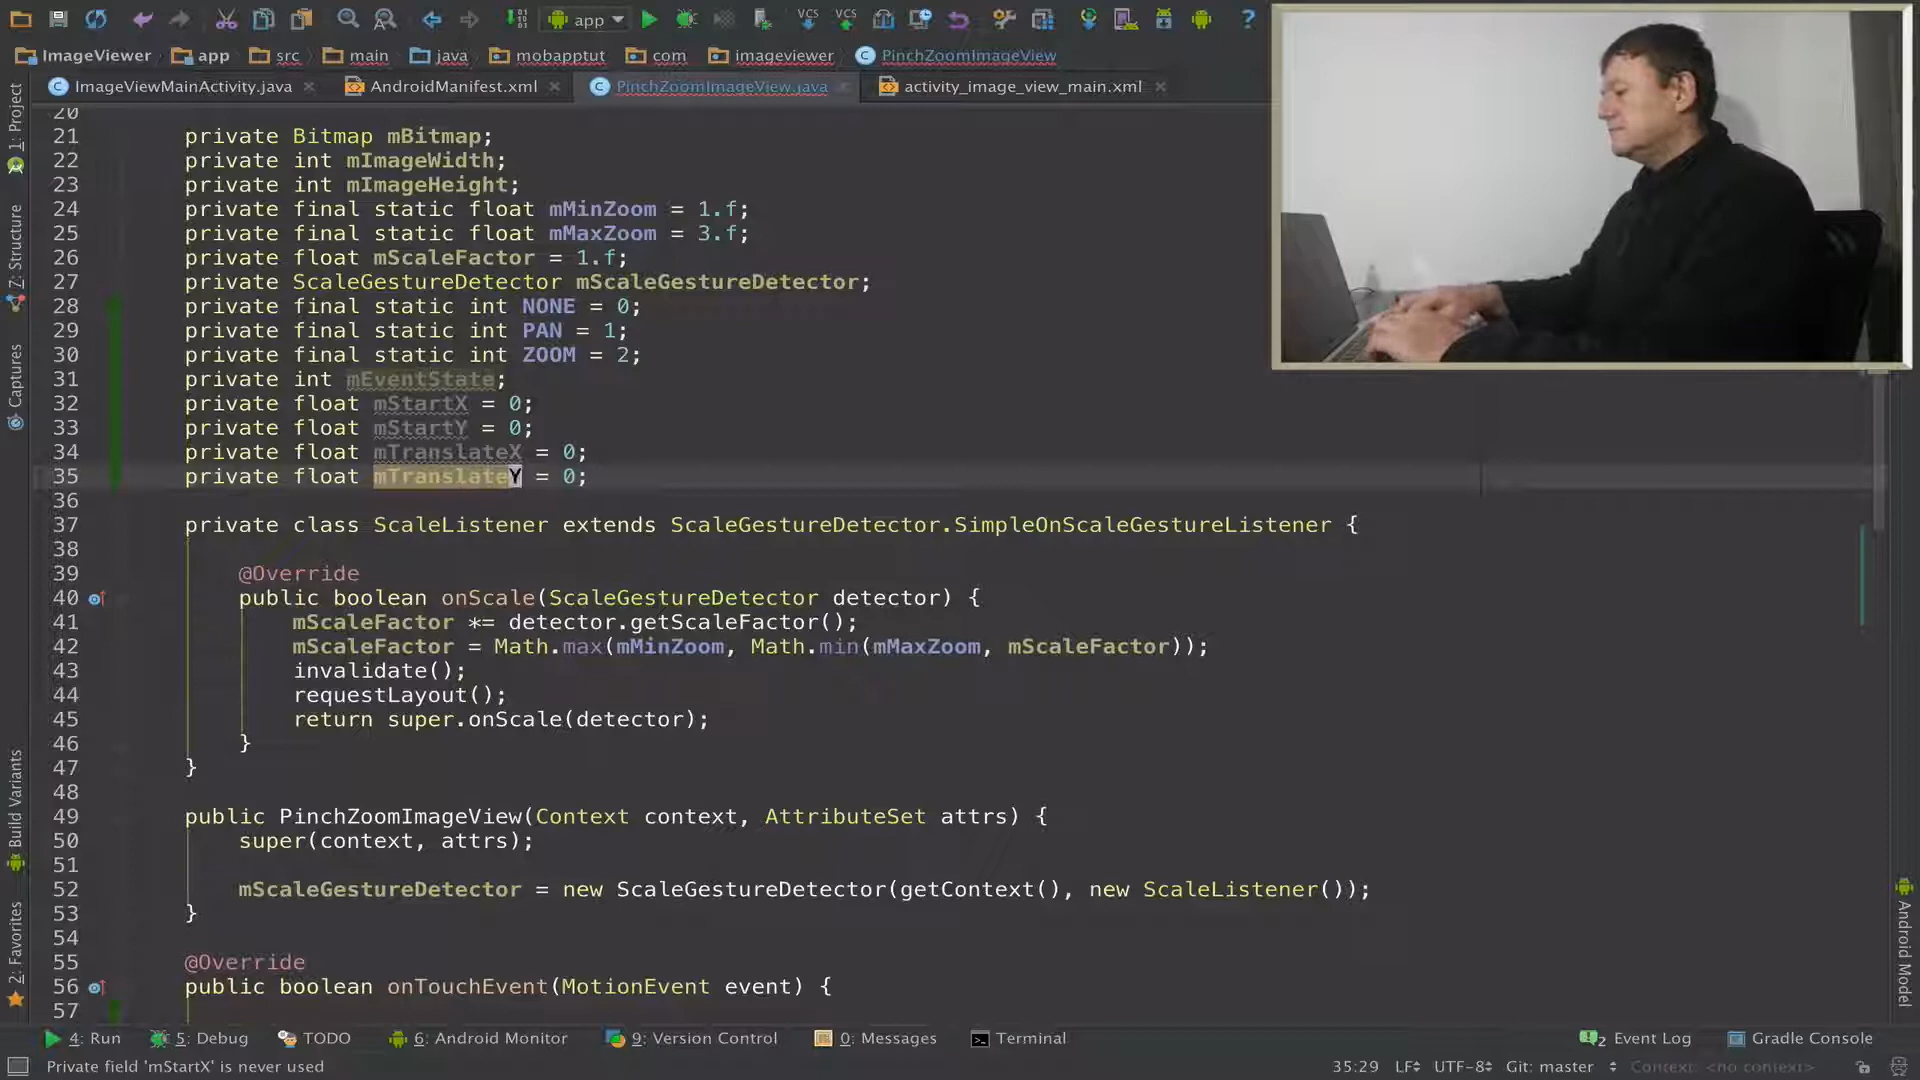 app
VCS
VCS
ImageViewer
app
src
main
java
mobapptut
com
imageviewer
PinchZoomImageView
ImageViewMainActivity.java
AndroidManifest.xml
PinchZoomImageView.java
activity_image_view_main.xml
1: Project
7: Structure
Captures
Build Variants
2: Favorites
Android Model
20
21 private Bitmap mBitmap;
22 private int mImageWidth;
23 private int mImageHeight;
24 private final static float mMinZoom = 1.f;
25 private final static float mMaxZoom = 3.f;
26 private float mScaleFactor = 1.f;
27 private ScaleGestureDetector mScaleGestureDetector;
28 private final static int NONE = 0;
29 private final static int PAN = 1;
30 private final static int ZOOM = 2;
31 private int mEventState;
32 private float mStartX = 0;
33 private float mStartY = 0;
34 private float mTranslateX = 0;
35 private float mTranslateY = 0;
36
37 private class ScaleListener extends ScaleGestureDetector.SimpleOnScaleGestureListener {
38
39 @Override
40 public boolean onScale(ScaleGestureDetector detector) {
41 mScaleFactor *= detector.getScaleFactor();
42 mScaleFactor = Math.max(mMinZoom, Math.min(mMaxZoom, mScaleFactor));
43 invalidate();
44 requestLayout();
45 return super.onScale(detector);
46 }
47 }
48
49 public PinchZoomImageView(Context context, AttributeSet attrs) {
50 super(context, attrs);
51
52 mScaleGestureDetector = new ScaleGestureDetector(getContext(), new ScaleListener());
53 }
54
55 @Override
56 public boolean onTouchEvent(MotionEvent event) {
57
4: Run
5: Debug
TODO
6: Android Monitor
9: Version Control
0: Messages
Terminal
2 Event Log
Gradle Console
Private field 'mStartX' is never used
35:29 LF UTF-8 Git: master Context: <no context>